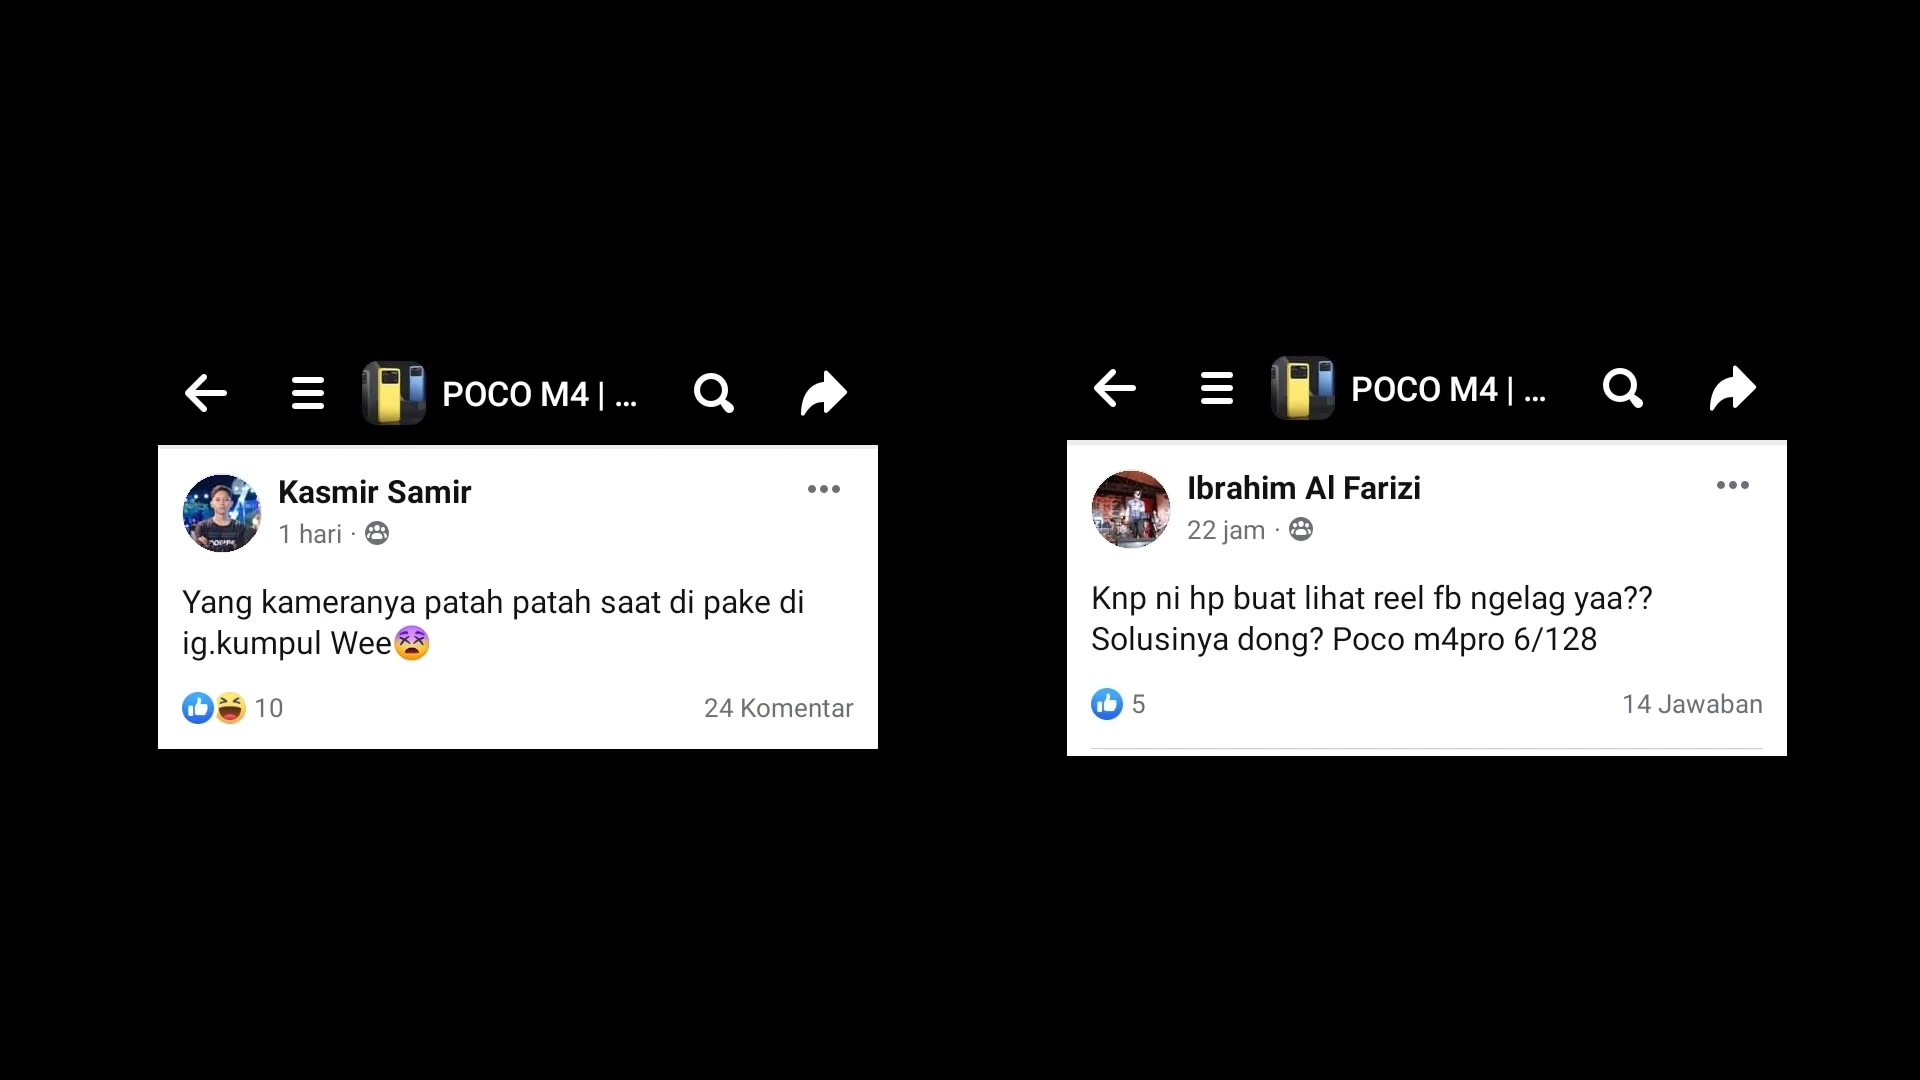 POCO M4 | ...
Kasmir Samir
1 hari ·
Yang kameranya patah patah saat di pake di
ig.kumpul Wee😫
10
24 Komentar
POCO M4 | ...
Ibrahim Al Farizi
22 jam ·
Knp ni hp buat lihat reel fb ngelag yaa??
Solusinya dong? Poco m4pro 6/128
5
14 Jawaban